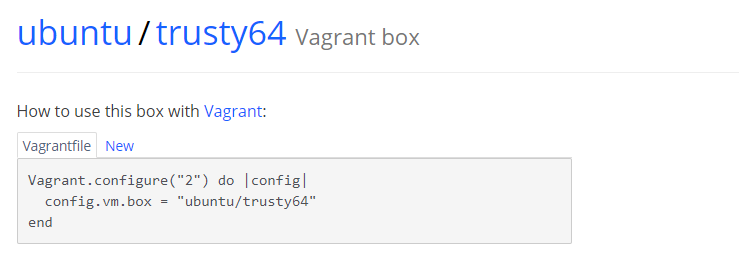 ubuntu/trusty64 Vagrant box
How to use this box with Vagrant:
Vagrantfile New
Vagrant.configure("2") do |config|
  config.vm.box = "ubuntu/trusty64"
end